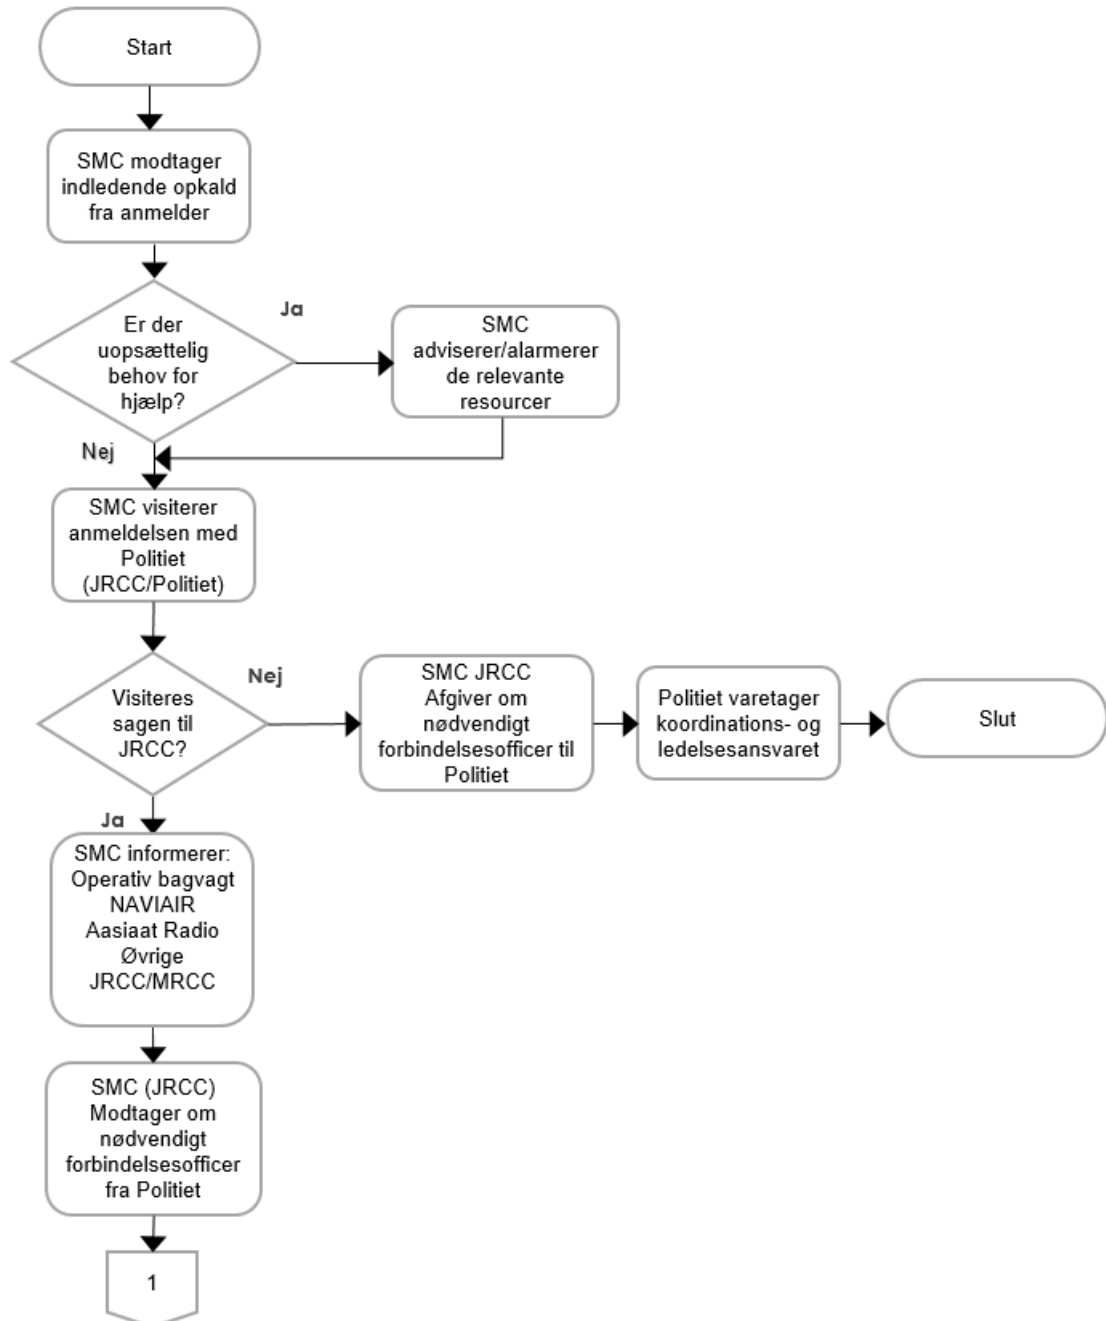 Start
SMC modtager
indledende opkald
fra anmelder
Er der
uopsættelig
behov for
hjælp?
Ja
SMC
adviserer/alarmerer
de relevante
resourcer
Nej
SMC visiterer
anmeldelsen med
Politiet
(JRCC/Politiet)
Visiteres
sagen til
JRCC?
Nej
SMC JRCC
Afgiver om
nødvendigt
forbindelsesofficer til
Politiet
Politiet varetager
koordinations- og
ledelsesansvaret
Slut
Ja
SMC informerer:
Operativ bagvagt
NAVIAIR
Aasiaat Radio
Øvrige
JRCC/MRCC
SMC (JRCC)
Modtager om
nødvendigt
forbindelsesofficer
fra Politiet
1